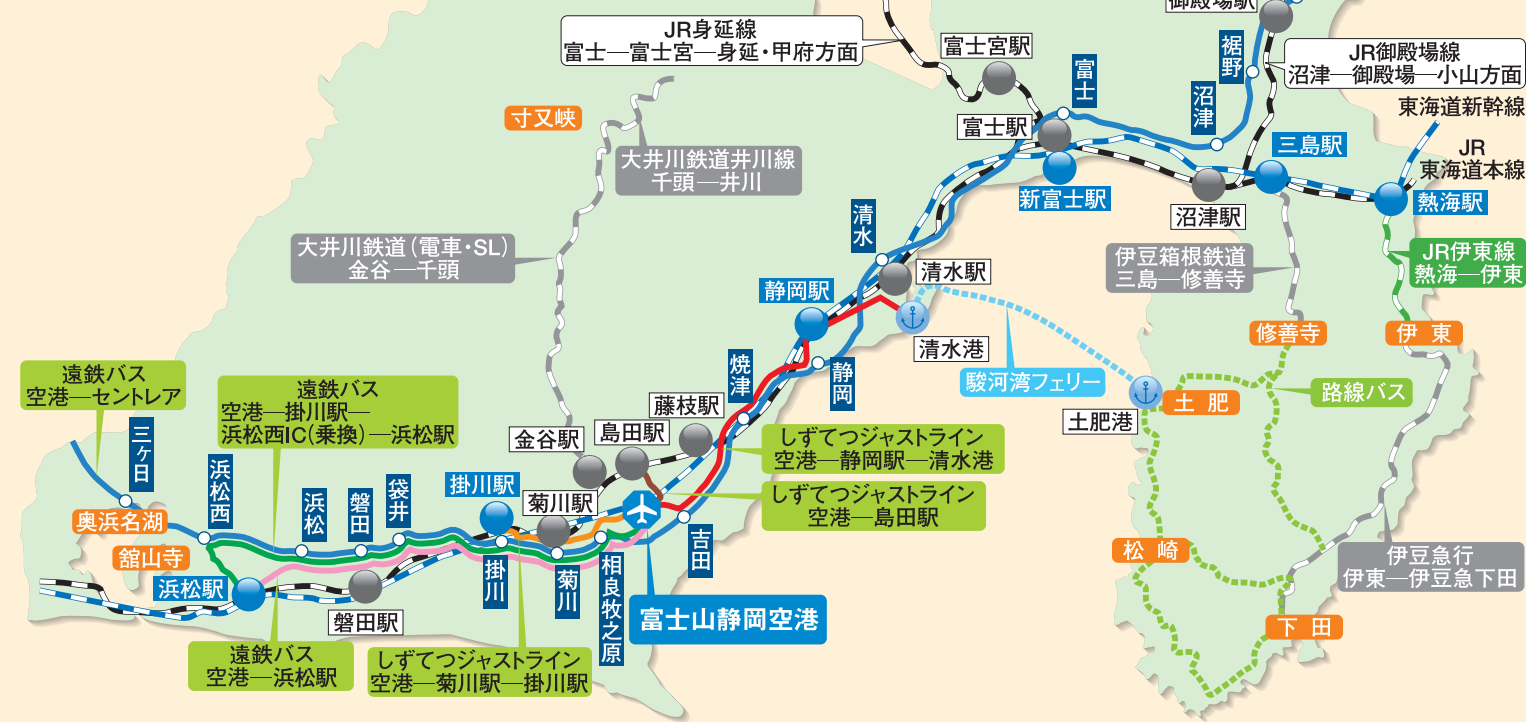 御殿場駅
JR身延線
富士―富士宮―身延・甲府方面
富士宮駅
富士
裾野
JR御殿場線
沼津―御殿場―小山方面
沼津
東海道新幹線
寸又峡
富士駅
三島駅
JR
東海道本線
大井川鉄道井川線
千頭―井川
新富士駅
沼津駅
熱海駅
清水
大井川鉄道(電車・SL)
金谷―千頭
伊豆箱根鉄道
三島―修善寺
JR伊東線
熱海―伊東
清水駅
静岡駅
修善寺
伊東
清水港
焼津
静岡
遠鉄バス
空港―セントレア
遠鉄バス
空港―掛川駅―
浜松西IC(乗換)―浜松駅
駿河湾フェリー
路線バス
土肥
土肥港
藤枝駅
島田駅
金谷駅
しずてつジャストライン
空港―静岡駅―清水港
三ヶ日
浜松西
掛川駅
浜松
磐田
袋井
菊川駅
しずてつジャストライン
空港―島田駅
奥浜名湖
舘山寺
吉田
松崎
伊豆急行
伊東―伊豆急下田
浜松駅
掛川
菊川
相良牧之原
磐田駅
富士山静岡空港
下田
遠鉄バス
空港―浜松駅
しずてつジャストライン
空港―菊川駅―掛川駅